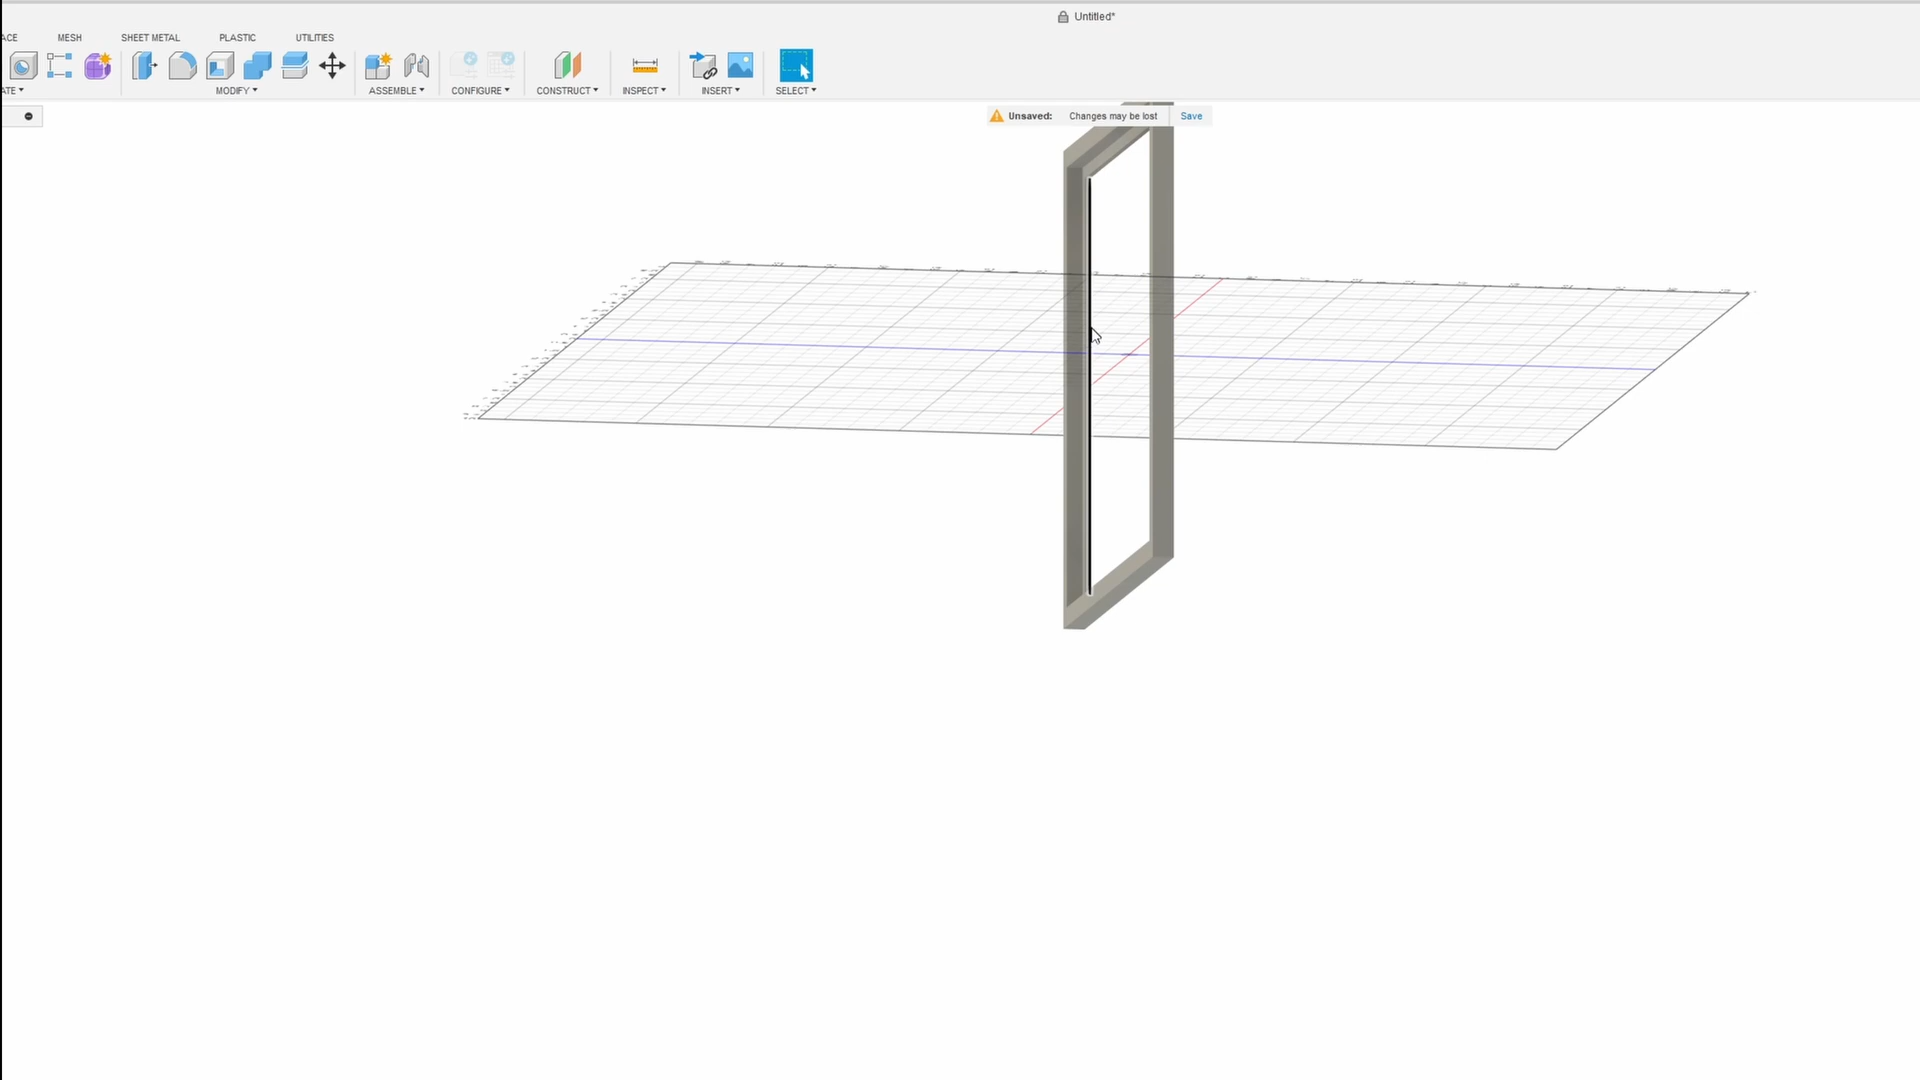 Untitled*
ACE MESH SHEET METAL PLASTIC UTILITIES
ATE MODIFY ASSEMBLE CONFIGURE CONSTRUCT INSPECT INSERT SELECT
Unsaved: Changes may be lost Save